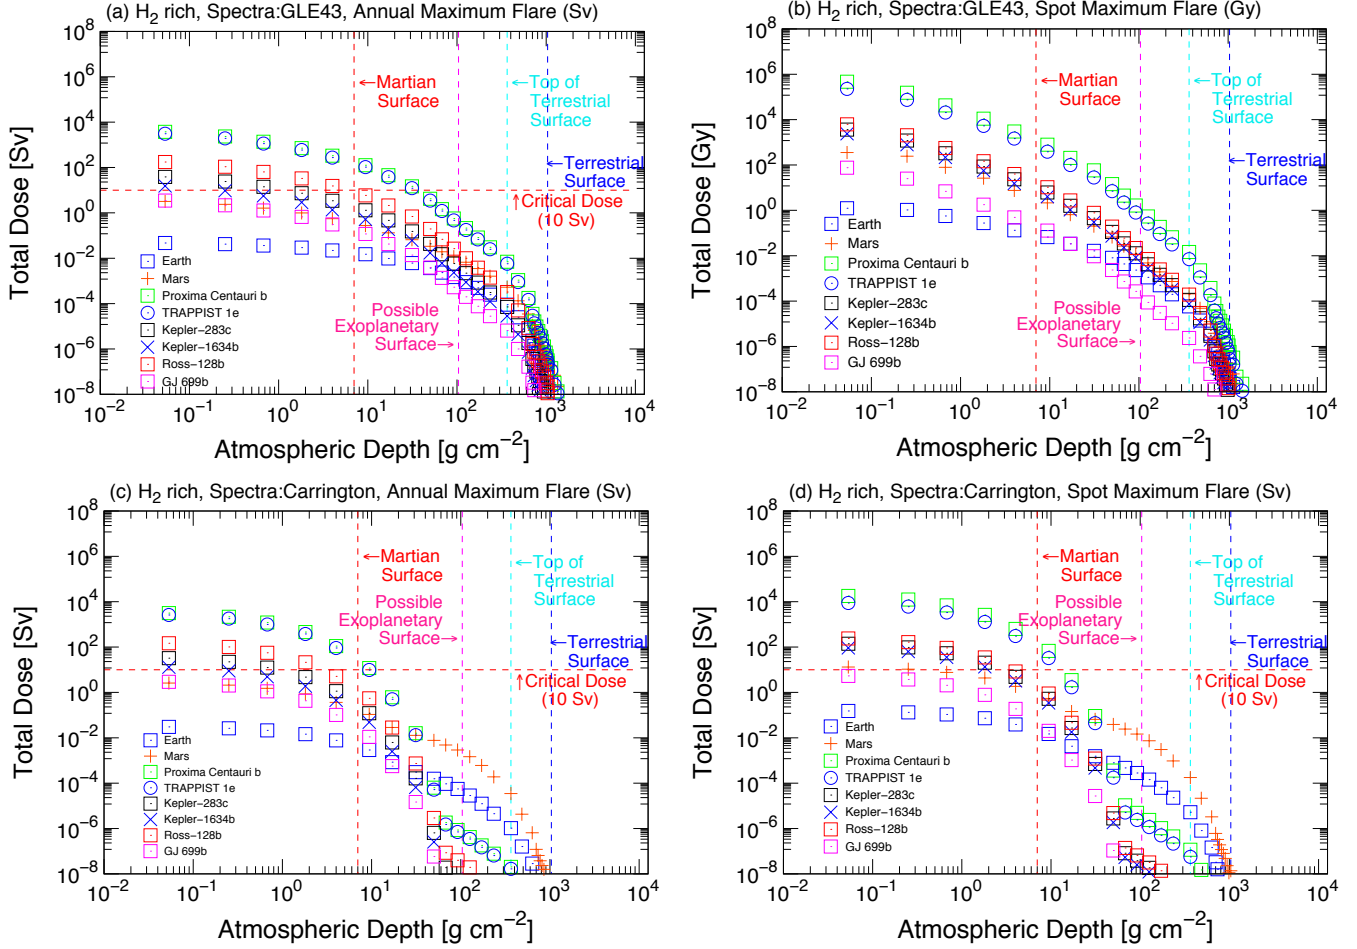 (a) H2 rich, Spectra:GLE43, Annual Maximum Flare (Sv)
10^8
10^6
10^4
10^2
10^0
10^−2
10^−4
10^−6
10^−8
Total Dose [Sv]
←Martian
Surface
←Top of
Terrestrial
Surface
←Terrestrial
Surface
↑Critical Dose
(10 Sv)
Possible
Exoplanetary
Surface→
Earth
Mars
Proxima Centauri b
TRAPPIST 1e
Kepler−283c
Kepler−1634b
Ross−128b
GJ 699b
10^−2 10^−1 10^0 10^1 10^2 10^3 10^4
Atmospheric Depth [g cm^−2]
(b) H2 rich, Spectra:GLE43, Spot Maximum Flare (Gy)
10^8
10^6
10^4
10^2
10^0
10^−2
10^−4
10^−6
10^−8
Total Dose [Gy]
←Martian
Surface
←Top of
Terrestrial
Surface
←Terrestrial
Surface
Possible
Exoplanetary
Surface→
Earth
Mars
Proxima Centauri b
TRAPPIST 1e
Kepler−283c
Kepler−1634b
Ross−128b
GJ 699b
10^−2 10^−1 10^0 10^1 10^2 10^3 10^4
Atmospheric Depth [g cm^−2]
(c) H2 rich, Spectra:Carrington, Annual Maximum Flare (Sv)
10^8
10^6
10^4
10^2
10^0
10^−2
10^−4
10^−6
10^−8
Total Dose [Sv]
←Martian
Surface
←Top of
Terrestrial
Surface
Possible
Exoplanetary
Surface→
←Terrestrial
Surface
↑Critical Dose
(10 Sv)
Earth
Mars
Proxima Centauri b
TRAPPIST 1e
Kepler−283c
Kepler−1634b
Ross−128b
GJ 699b
10^−2 10^−1 10^0 10^1 10^2 10^3 10^4
Atmospheric Depth [g cm^−2]
(d) H2 rich, Spectra:Carrington, Spot Maximum Flare (Sv)
10^8
10^6
10^4
10^2
10^0
10^−2
10^−4
10^−6
10^−8
Total Dose [Sv]
←Martian
Surface
←Top of
Terrestrial
Surface
Possible
Exoplanetary
Surface→
←Terrestrial
Surface
↑Critical Dose
(10 Sv)
Earth
Mars
Proxima Centauri b
TRAPPIST 1e
Kepler−283c
Kepler−1634b
Ross−128b
GJ 699b
10^−2 10^−1 10^0 10^1 10^2 10^3 10^4
Atmospheric Depth [g cm^−2]